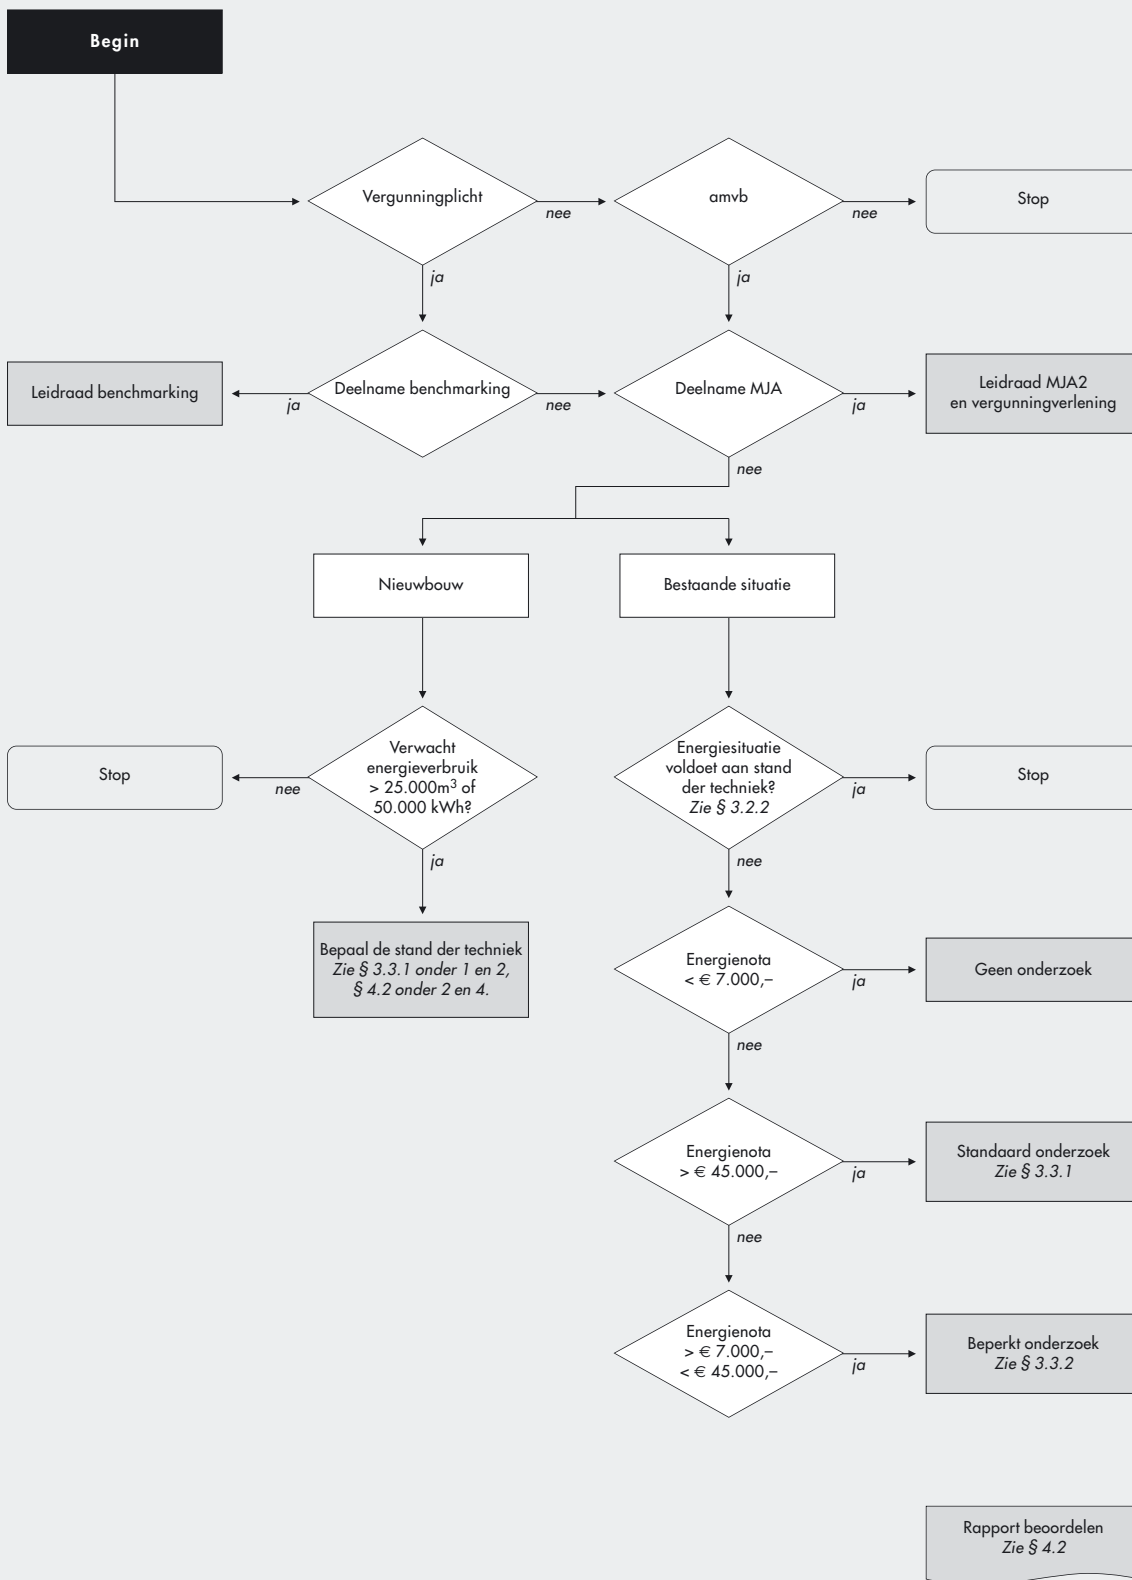 Begin
Vergunningplicht
nee
amvb
nee
Stop
ja
ja
Leidraad benchmarking
ja
Deelname benchmarking
nee
Deelname MJA
ja
Leidraad MJA2
en vergunningverlening
nee
Nieuwbouw
Bestaande situatie
Stop
nee
Verwacht
energieverbruik
> 25.000m³ of
50.000 kWh?
Energiesituatie
voldoet aan stand
der techniek?
Zie § 3.2.2
ja
Stop
ja
nee
Bepaal de stand der techniek
Zie § 3.3.1 onder 1 en 2,
§ 4.2 onder 2 en 4.
Energienota
< € 7.000,–
ja
Geen onderzoek
nee
Energienota
> € 45.000,–
ja
Standaard onderzoek
Zie § 3.3.1
nee
Energienota
> € 7.000,–
< € 45.000,–
ja
Beperkt onderzoek
Zie § 3.3.2
Rapport beoordelen
Zie § 4.2